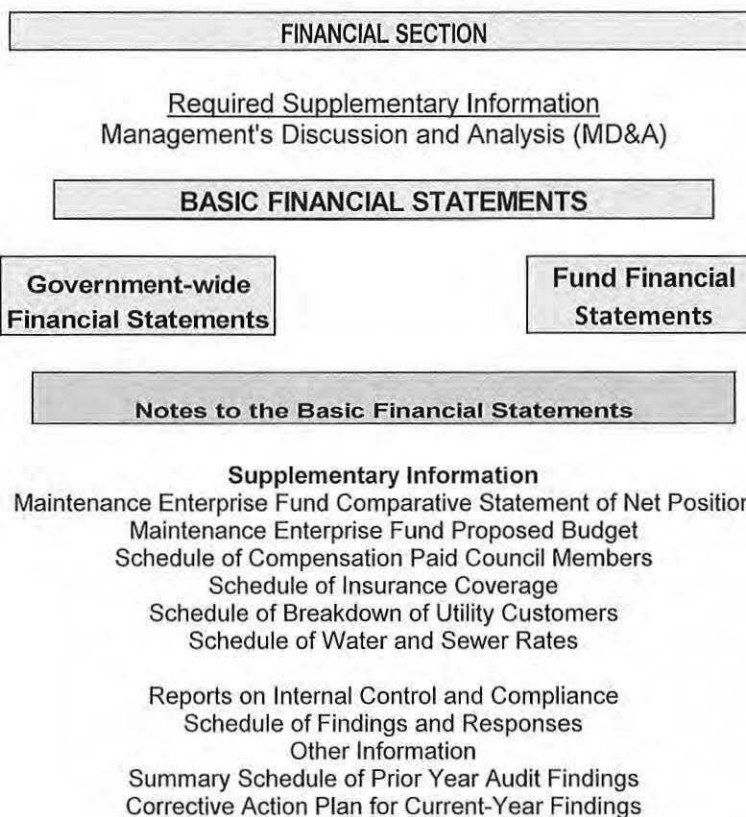 FINANCIAL SECTION
Required Supplementary Information
Management's Discussion and Analysis (MD&A)
BASIC FINANCIAL STATEMENTS
Government-wide
Financial Statements
Fund Financial
Statements
Notes to the Basic Financial Statements
Supplementary Information
Maintenance Enterprise Fund Comparative Statement of Net Position
Maintenance Enterprise Fund Proposed Budget
Schedule of Compensation Paid Council Members
Schedule of Insurance Coverage
Schedule of Breakdown of Utility Customers
Schedule of Water and Sewer Rates
Reports on Internal Control and Compliance
Schedule of Findings and Responses
Other Information
Summary Schedule of Prior Year Audit Findings
Corrective Action Plan for Current-Year Findings